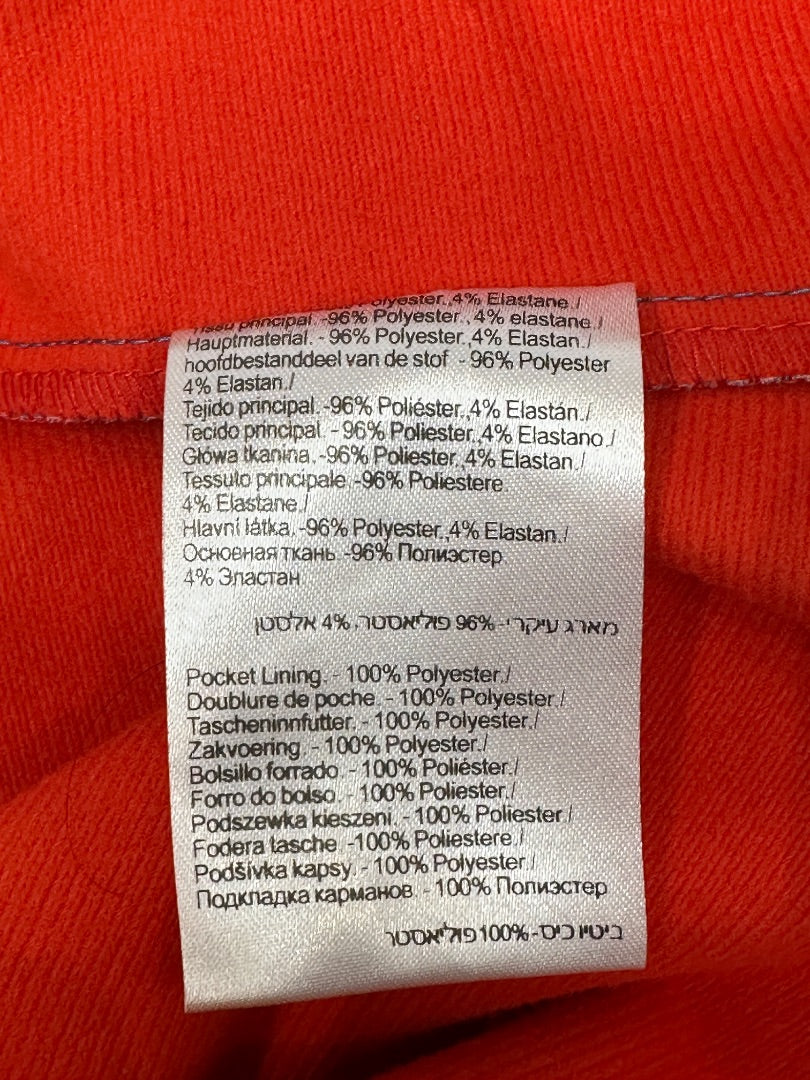 Polyester.,4% Elastane./
Tissu principal.-96% Polyester., 4% elastane./
Hauptmaterial. - 96% Polyester.,4% Elastan./
hoofdbestanddeel van de stof - 96% Polyester
4% Elastan./
Tejido principal.-96% Poliéster.,4% Elastán./
Tecido principal. - 96% Poliester.,4% Elastano./
Główa tkanina.-96% Poliester.,4% Elastan./
Tessuto principale.-96% Poliestere.
4% Elastane./
Hlavní látka.-96% Polyester.,4% Elastan./
Основная ткань.-96% Полиэстер
4% Эластан
מארג עיקרי-96% פוליאסטר, 4% אלסטן
Pocket Lining. - 100% Polyester./
Doublure de poche. - 100% Polyester./
Tascheninnfutter. - 100% Polyester./
Zakvoering. - 100% Polyester./
Bolsillo forrado. - 100% Poliéster./
Forro do bolso. - 100% Polyester./
Podszewka kieszeni. - 100% Poliester./
Fodera tasche.-100% Poliestere./
Podšívka kapsy. - 100% Polyester./
Подкладка карманов. - 100% Полиэстер
ביטיו כיס-100% פוליאסטר